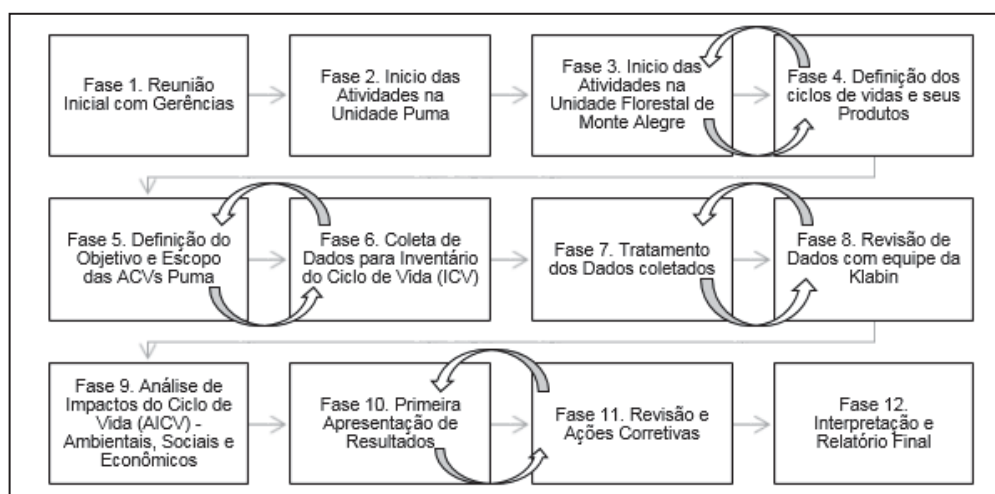 Fase 1. Reunião
Inicial com Gerências
Fase 2. Inicio das
Atividades na
Unidade Puma
Fase 3. Inicio das
Atividades na
Unidade Florestal de
Monte Alegre
Fase 4. Definição dos
ciclos de vidas e seus
Produtos
Fase 5. Definição do
Objetivo e Escopo
das ACVs Puma
Fase 6. Coleta de
Dados para Inventário
do Ciclo de Vida (ICV)
Fase 7. Tratamento
dos Dados coletados
Fase 8. Revisão de
Dados com equipe da
Klabin
Fase 9. Análise de
Impactos do Ciclo de
Vida (AICV) -
Ambientais, Sociais e
Econômicos
Fase 10. Primeira
Apresentação de
Resultados
Fase 11. Revisão e
Ações Corretivas
Fase 12.
Interpretação e
Relatório Final